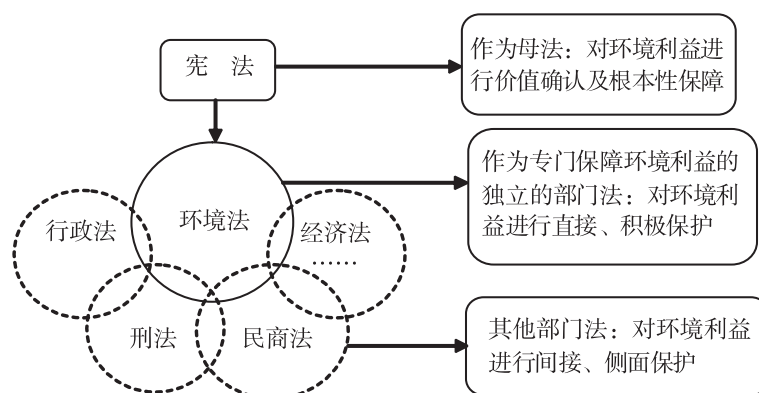 宪 法
作为母法：对环境利益进
行价值确认及根本性保障
作为专门保障环境利益的
独立的部门法：对环境利
益进行直接、积极保护
环境法
行政法
经济法
……
刑法
民商法
其他部门法：对环境利益
进行间接、侧面保护